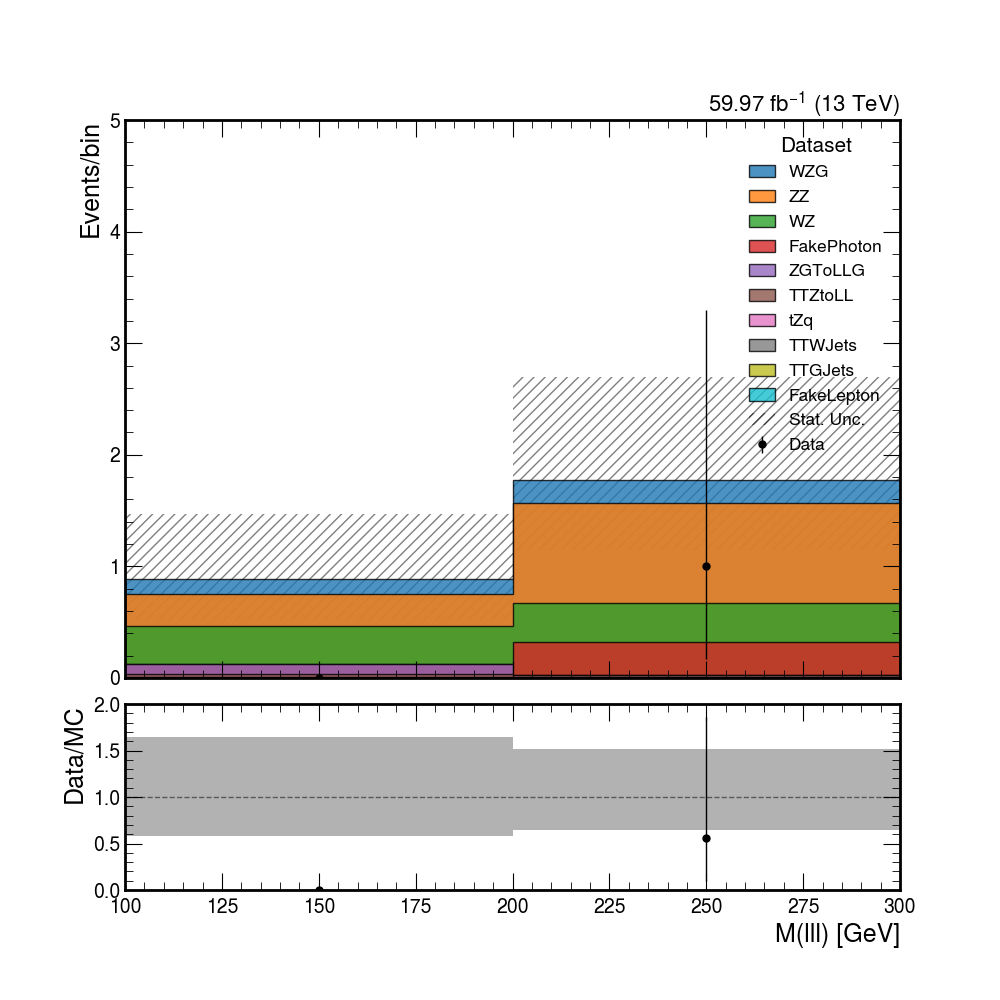 59.97 fb⁻¹ (13 TeV)
Events/bin
5
4
3
2
1
0
Dataset
WZG
ZZ
WZ
FakePhoton
ZGToLLG
TTZtoLL
tZq
TTWJets
TTGJets
FakeLepton
Stat. Unc.
Data
Data/MC
2.0
1.5
1.0
0.5
0.0
100 125 150 175 200 225 250 275 300
M(lll) [GeV]